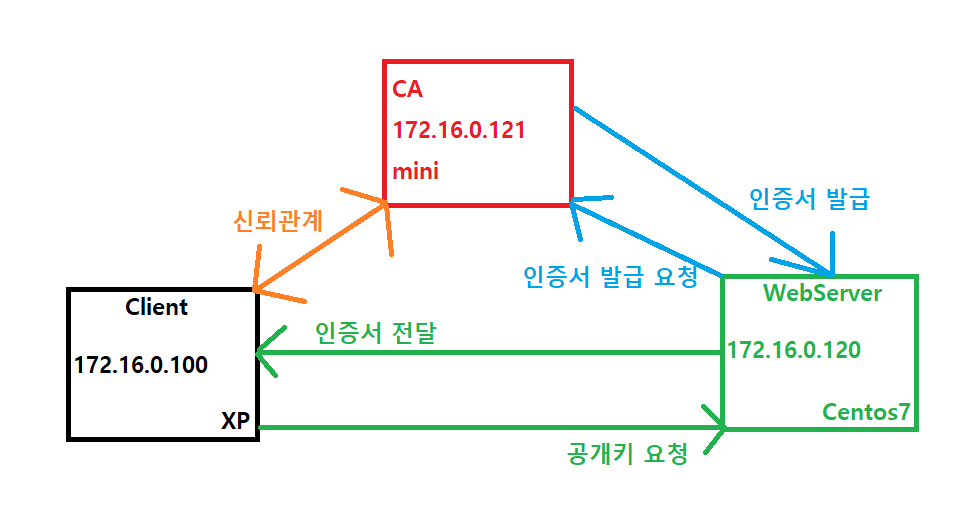 CA
172.16.0.121
mini
신뢰관계
인증서 발급
인증서 발급 요청
Client
172.16.0.100
XP
인증서 전달
WebServer
172.16.0.120
Centos7
공개키 요청